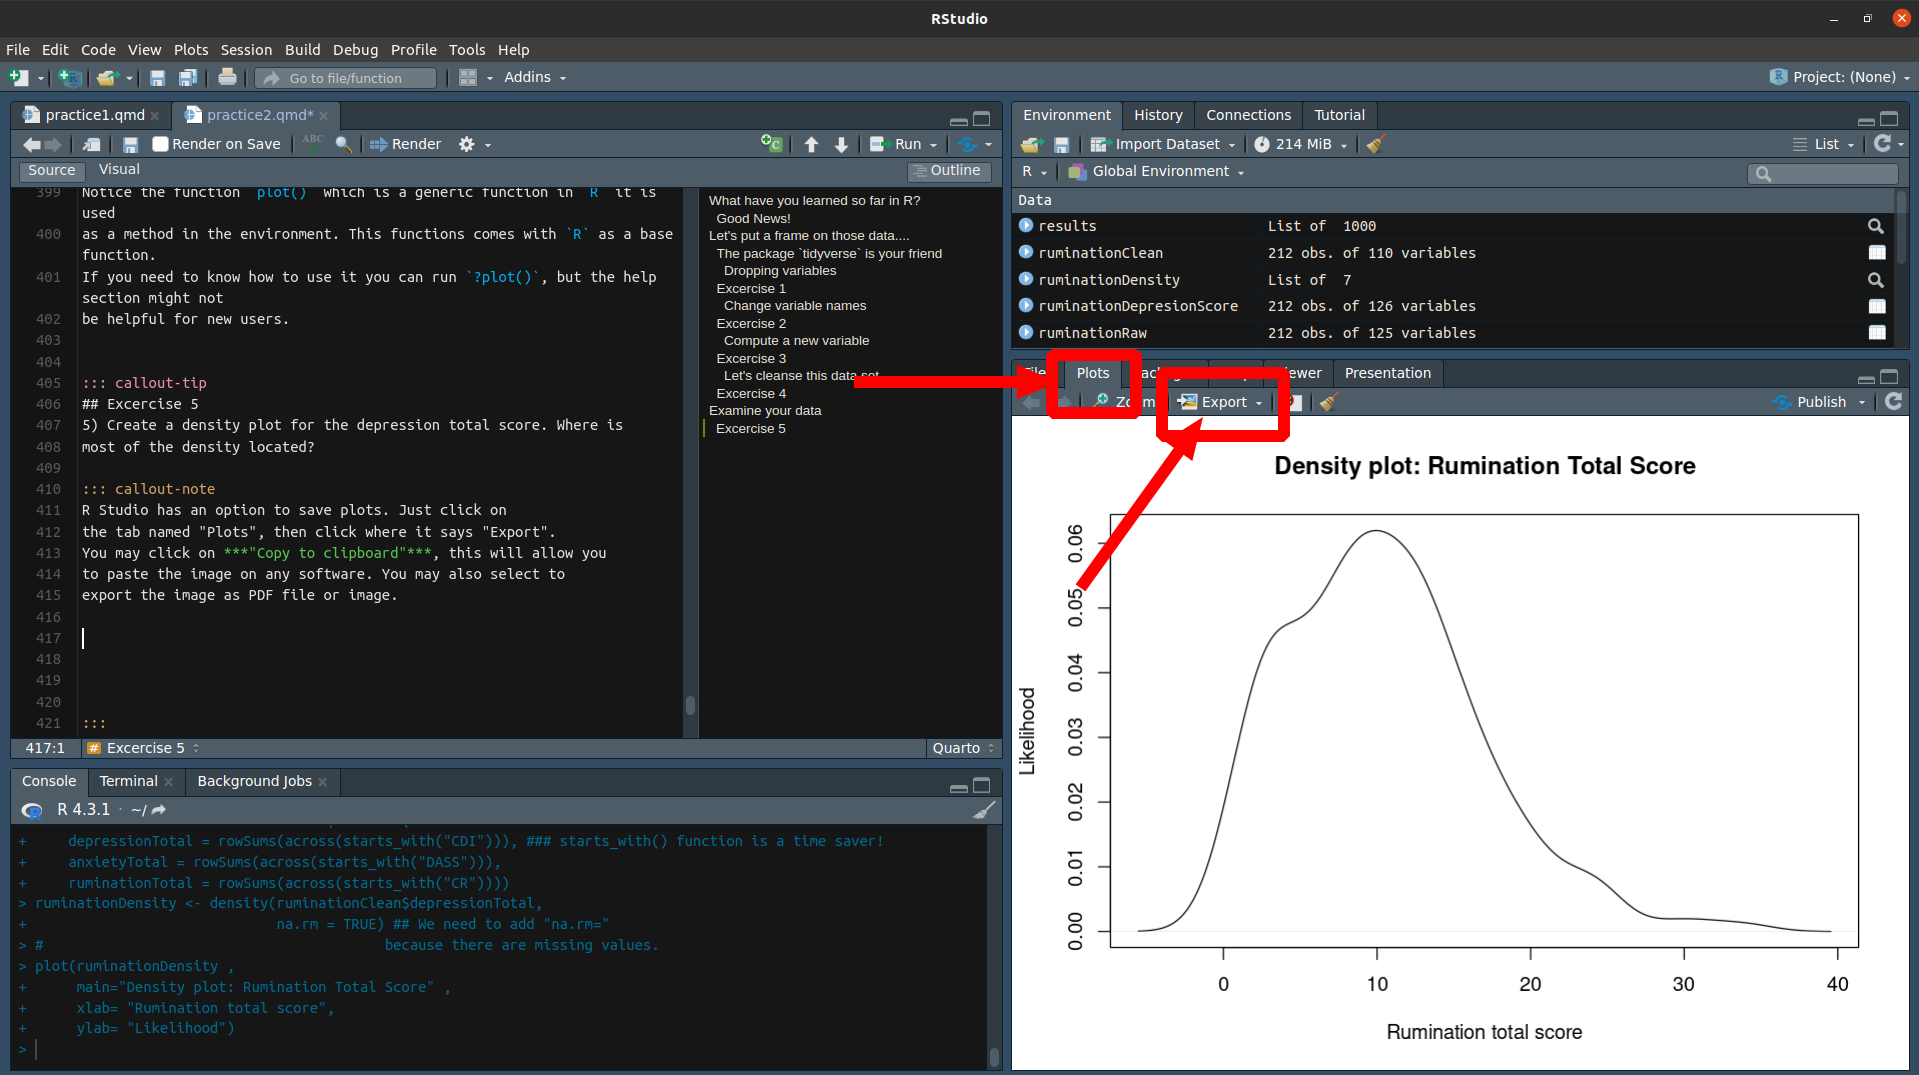 RStudio
File Edit Code View Plots Session Build Debug Profile Tools Help
Go to file/function Addins Project: (None)
practice1.qmd practice2.qmd*
Render on Save ABC Render Run
Source Visual Outline
399 Notice the function `plot()` which is a generic function in `R` it is
used
400 as a method in the environment. This functions comes with `R` as a base
function.
401 If you need to know how to use it you can run `?plot()`, but the help
section might not
402 be helpful for new users.
403
404
405 ::: callout-tip
406 ## Excercise 5
407 5) Create a density plot for the depression total score. Where is
408 most of the density located?
409
410 ::: callout-note
411 R Studio has an option to save plots. Just click on
412 the tab named "Plots", then click where it says "Export".
413 You may click on ***"Copy to clipboard"***, this will allow you
414 to paste the image on any software. You may also select to
415 export the image as PDF file or image.
416
417
418
419
420
421 :::
417:1 # Excercise 5 Quarto
What have you learned so far in R?
Good News!
Let's put a frame on those data....
The package `tidyverse` is your friend
Dropping variables
Excercise 1
Change variable names
Excercise 2
Compute a new variable
Excercise 3
Let's cleanse this data set
Excercise 4
Examine your data
Excercise 5
Console Terminal Background Jobs
R 4.3.1 · ~/
+ depressionTotal = rowSums(across(starts_with("CDI"))), ### starts_with() function is a time saver!
+ anxietyTotal = rowSums(across(starts_with("DASS"))),
+ ruminationTotal = rowSums(across(starts_with("CR"))))
> ruminationDensity <- density(ruminationClean$depressionTotal,
+ na.rm = TRUE) ## We need to add "na.rm="
> # because there are missing values.
> plot(ruminationDensity ,
+ main="Density plot: Rumination Total Score" ,
+ xlab= "Rumination total score",
+ ylab= "Likelihood")
>
Environment History Connections Tutorial
Import Dataset 214 MiB List
R Global Environment
Data
results List of 1000
ruminationClean 212 obs. of 110 variables
ruminationDensity List of 7
ruminationDepresionScore 212 obs. of 126 variables
ruminationRaw 212 obs. of 125 variables
Plots Presentation
Zoom Export Publish
Density plot: Rumination Total Score
Likelihood
0.06
0.05
0.04
0.03
0.02
0.01
0.00
0 10 20 30 40
Rumination total score